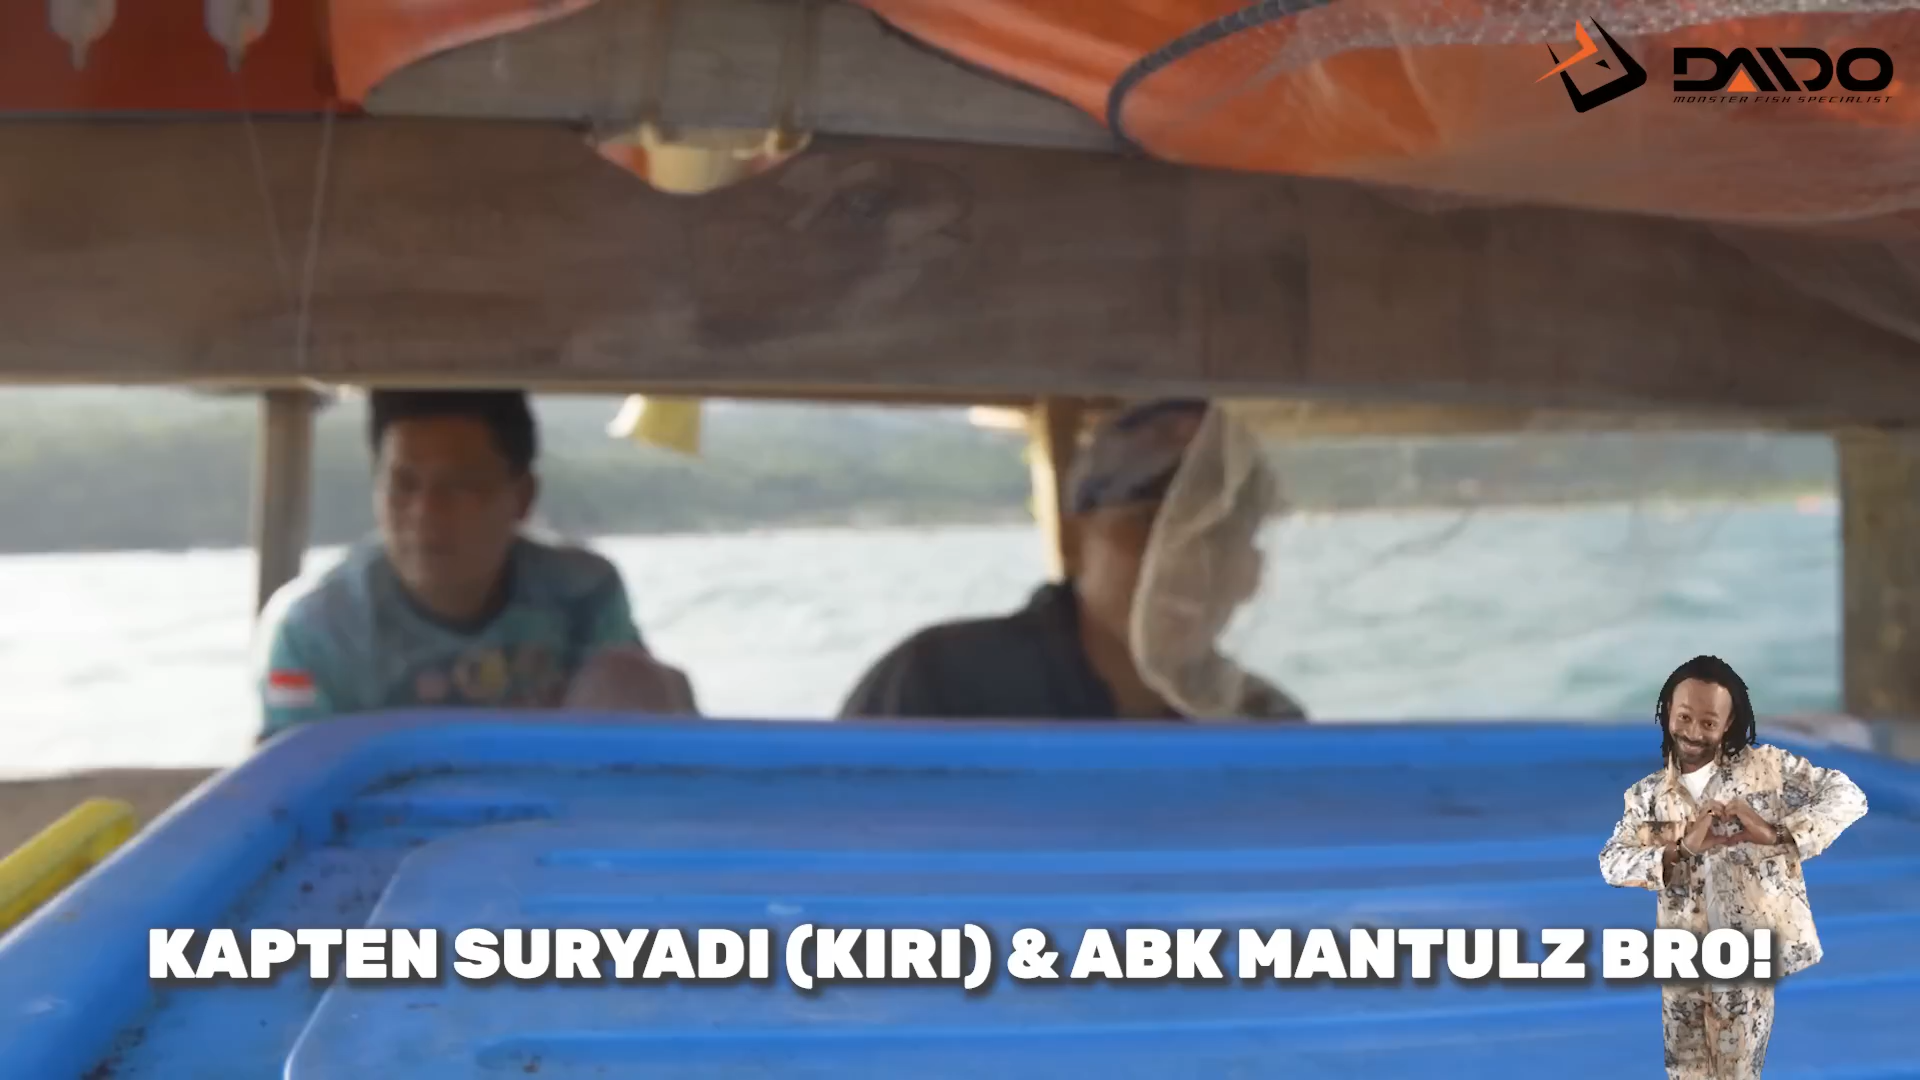 DAIDO
MONSTER FISH SPECIALIST
KAPTEN SURYADI (KIRI) & ABK MANTULZ BRO!